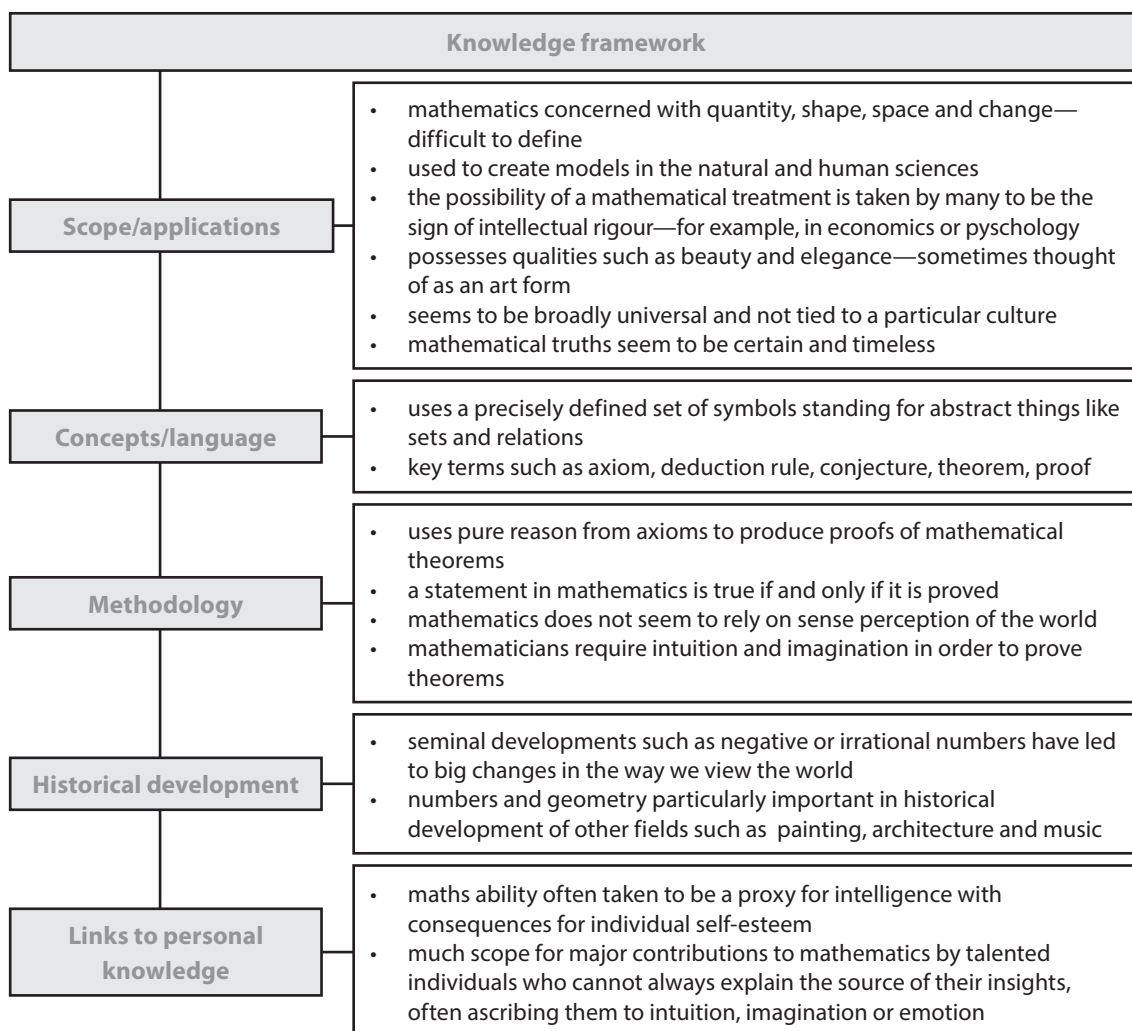 Knowledge framework
Scope/applications
• mathematics concerned with quantity, shape, space and change—
difficult to define
• used to create models in the natural and human sciences
• the possibility of a mathematical treatment is taken by many to be the
sign of intellectual rigour—for example, in economics or pyschology
• possesses qualities such as beauty and elegance—sometimes thought
of as an art form
• seems to be broadly universal and not tied to a particular culture
• mathematical truths seem to be certain and timeless
Concepts/language
• uses a precisely defined set of symbols standing for abstract things like
sets and relations
• key terms such as axiom, deduction rule, conjecture, theorem, proof
Methodology
• uses pure reason from axioms to produce proofs of mathematical
theorems
• a statement in mathematics is true if and only if it is proved
• mathematics does not seem to rely on sense perception of the world
• mathematicians require intuition and imagination in order to prove
theorems
Historical development
• seminal developments such as negative or irrational numbers have led
to big changes in the way we view the world
• numbers and geometry particularly important in historical
development of other fields such as painting, architecture and music
Links to personal
knowledge
• maths ability often taken to be a proxy for intelligence with
consequences for individual self-esteem
• much scope for major contributions to mathematics by talented
individuals who cannot always explain the source of their insights,
often ascribing them to intuition, imagination or emotion